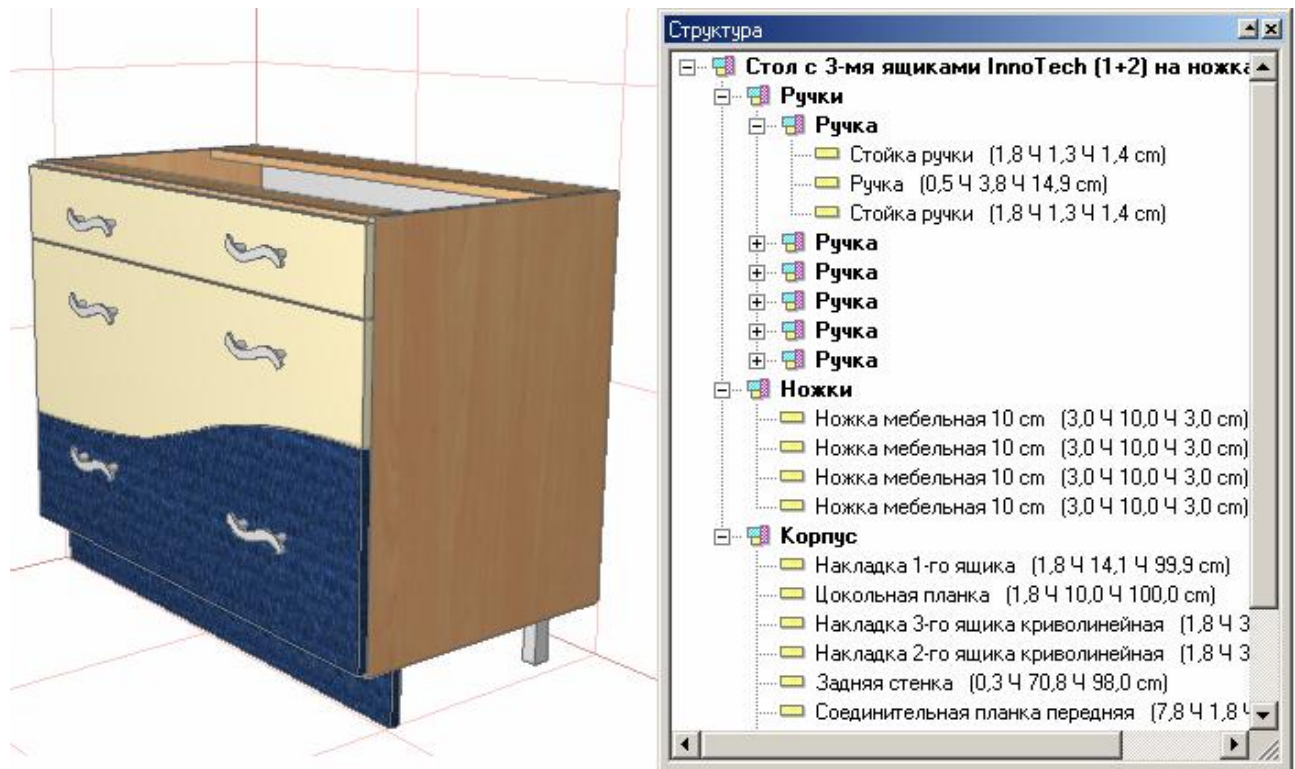 Структура
Стол с 3-мя ящиками InnoTech (1+2) на ножка
Ручки
Ручка
Стойка ручки (1,8 Ч 1,3 Ч 1,4 cm)
Ручка (0,5 Ч 3,8 Ч 14,9 cm)
Стойка ручки (1,8 Ч 1,3 Ч 1,4 cm)
Ручка
Ручка
Ручка
Ручка
Ручка
Ножки
Ножка мебельная 10 cm (3,0 Ч 10,0 Ч 3,0 cm)
Ножка мебельная 10 cm (3,0 Ч 10,0 Ч 3,0 cm)
Ножка мебельная 10 cm (3,0 Ч 10,0 Ч 3,0 cm)
Ножка мебельная 10 cm (3,0 Ч 10,0 Ч 3,0 cm)
Корпус
Накладка 1-го ящика (1,8 Ч 14,1 Ч 99,9 cm)
Цокольная планка (1,8 Ч 10,0 Ч 100,0 cm)
Накладка 3-го ящика криволинейная (1,8 Ч 3
Накладка 2-го ящика криволинейная (1,8 Ч 3
Задняя стенка (0,3 Ч 70,8 Ч 98,0 cm)
Соединительная планка передняя (7,8 Ч 1,8 Ч